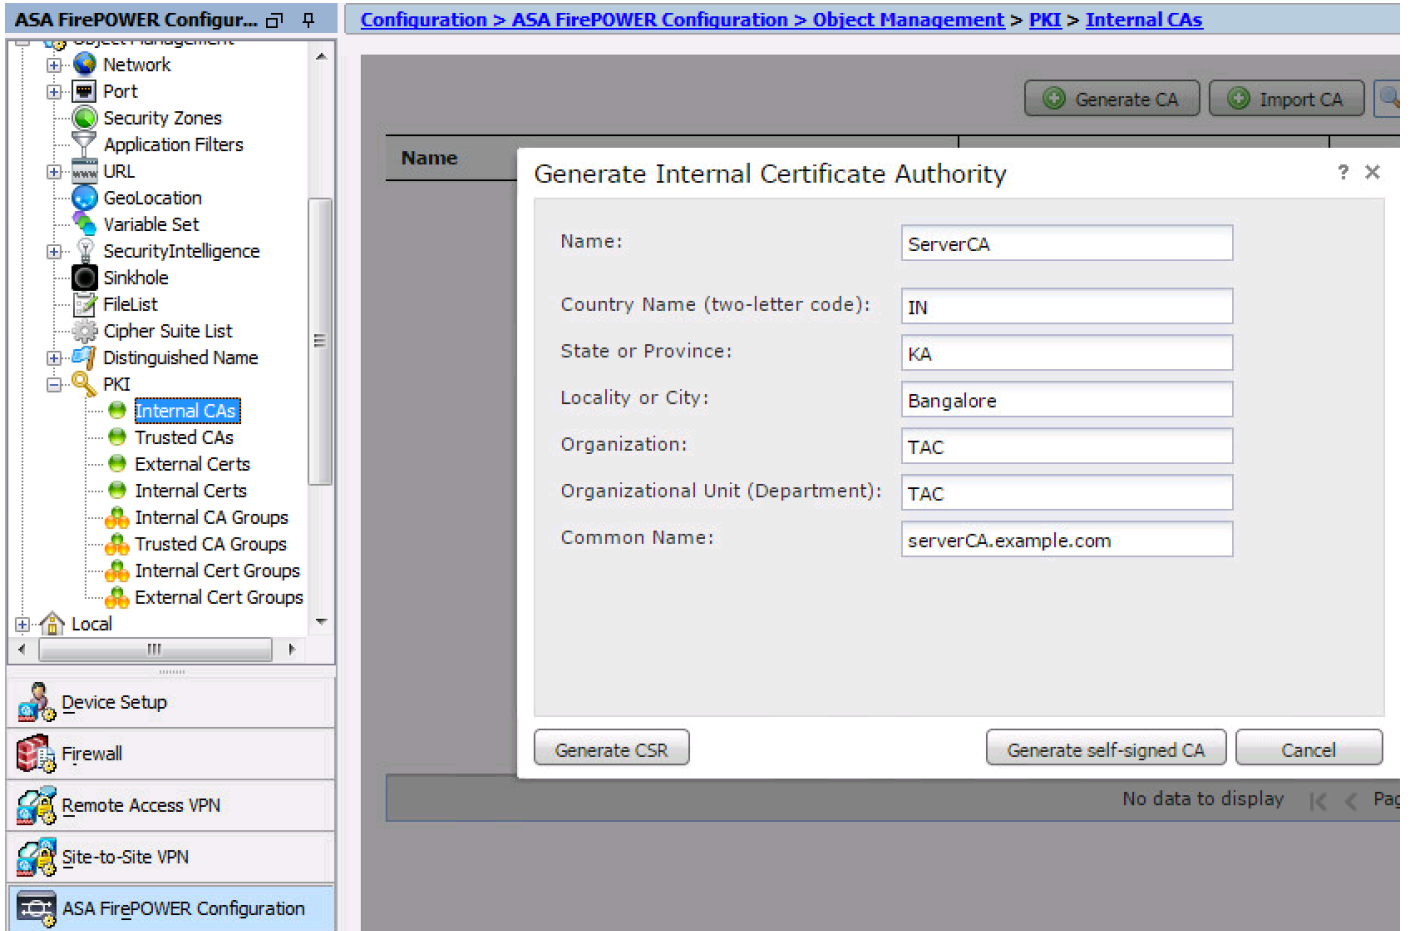 ASA FirePOWER Configur...
Configuration > ASA FirePOWER Configuration > Object Management > PKI > Internal CAs
Object Management
Network
Port
Security Zones
Application Filters
URL
GeoLocation
Variable Set
SecurityIntelligence
Sinkhole
FileList
Cipher Suite List
Distinguished Name
PKI
Internal CAs
Trusted CAs
External Certs
Internal Certs
Internal CA Groups
Trusted CA Groups
Internal Cert Groups
External Cert Groups
Local
Device Setup
Firewall
Remote Access VPN
Site-to-Site VPN
ASA FirePOWER Configuration
Generate CA
Import CA
Name
Generate Internal Certificate Authority
Name: ServerCA
Country Name (two-letter code): IN
State or Province: KA
Locality or City: Bangalore
Organization: TAC
Organizational Unit (Department): TAC
Common Name: serverCA.example.com
Generate CSR
Generate self-signed CA
Cancel
No data to display